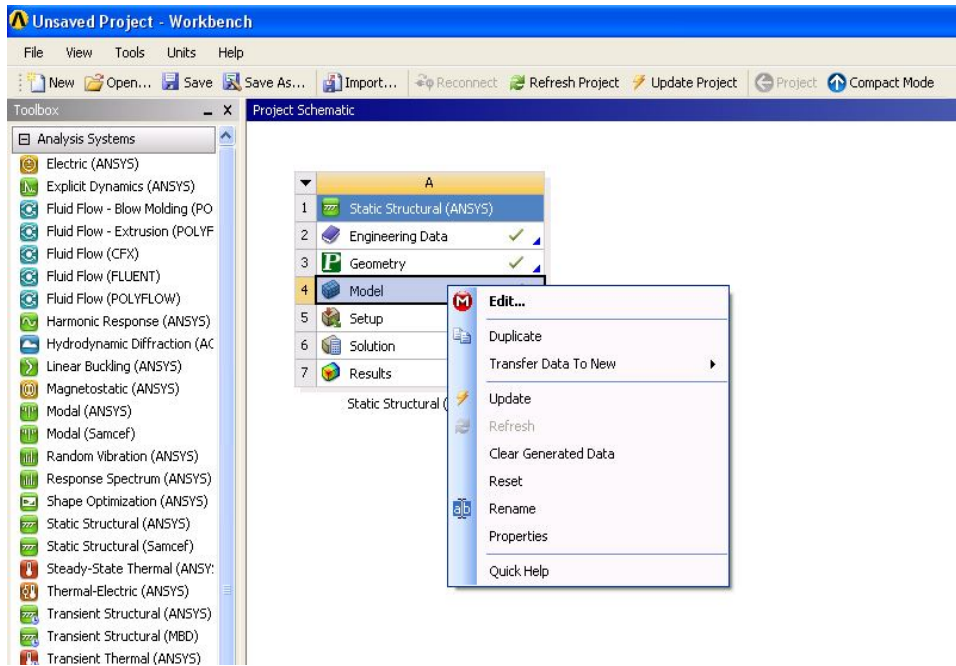 Unsaved Project - Workbench
File View Tools Units Help
New Open... Save Save As... Import... Reconnect Refresh Project Update Project Project Compact Mode
Toolbox
Analysis Systems
Electric (ANSYS)
Explicit Dynamics (ANSYS)
Fluid Flow - Blow Molding (PO
Fluid Flow - Extrusion (POLYF
Fluid Flow (CFX)
Fluid Flow (FLUENT)
Fluid Flow (POLYFLOW)
Harmonic Response (ANSYS)
Hydrodynamic Diffraction (AC
Linear Buckling (ANSYS)
Magnetostatic (ANSYS)
Modal (ANSYS)
Modal (Samcef)
Random Vibration (ANSYS)
Response Spectrum (ANSYS)
Shape Optimization (ANSYS)
Static Structural (ANSYS)
Static Structural (Samcef)
Steady-State Thermal (ANSY:
Thermal-Electric (ANSYS)
Transient Structural (ANSYS)
Transient Structural (MBD)
Transient Thermal (ANSYS)
Project Schematic
A
1 Static Structural (ANSYS)
2 Engineering Data
3 P Geometry
4 Model
5 Setup
6 Solution
7 Results
Static Structural (
M Edit...
Duplicate
Transfer Data To New
Update
Refresh
Clear Generated Data
Reset
ab Rename
Properties
Quick Help